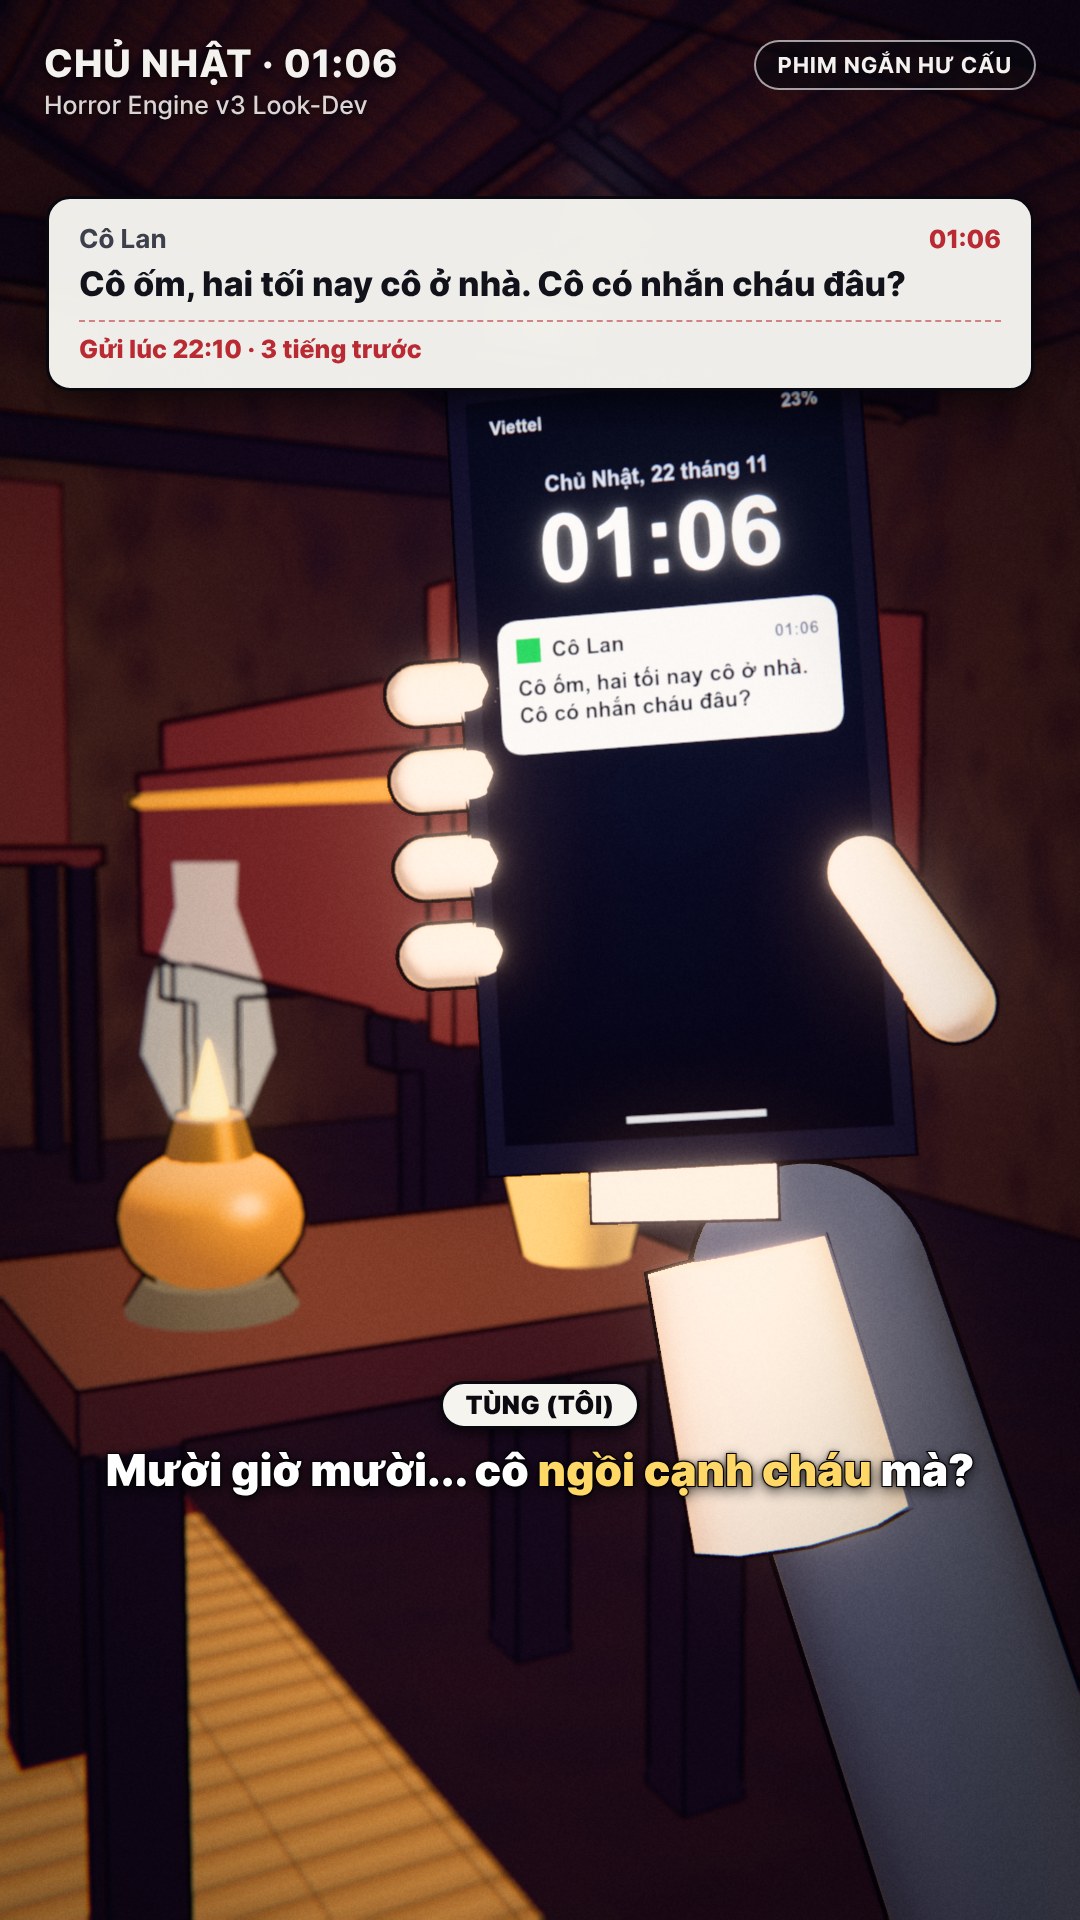 CHỦ NHẬT · 01:06
PHIM NGẮN HƯ CẤU
Horror Engine v3 Look-Dev
Cô Lan
01:06
Cô ốm, hai tối nay cô ở nhà. Cô có nhắn cháu đâu?
Gửi lúc 22:10 · 3 tiếng trước
23%
Viettel
Chủ Nhật, 22 tháng 11
01:06
Cô Lan
01:06
Cô ốm, hai tối nay cô ở nhà.
Cô có nhắn cháu đâu?
TÙNG (TÔI)
Mười giờ mười... cô ngồi cạnh cháu mà?